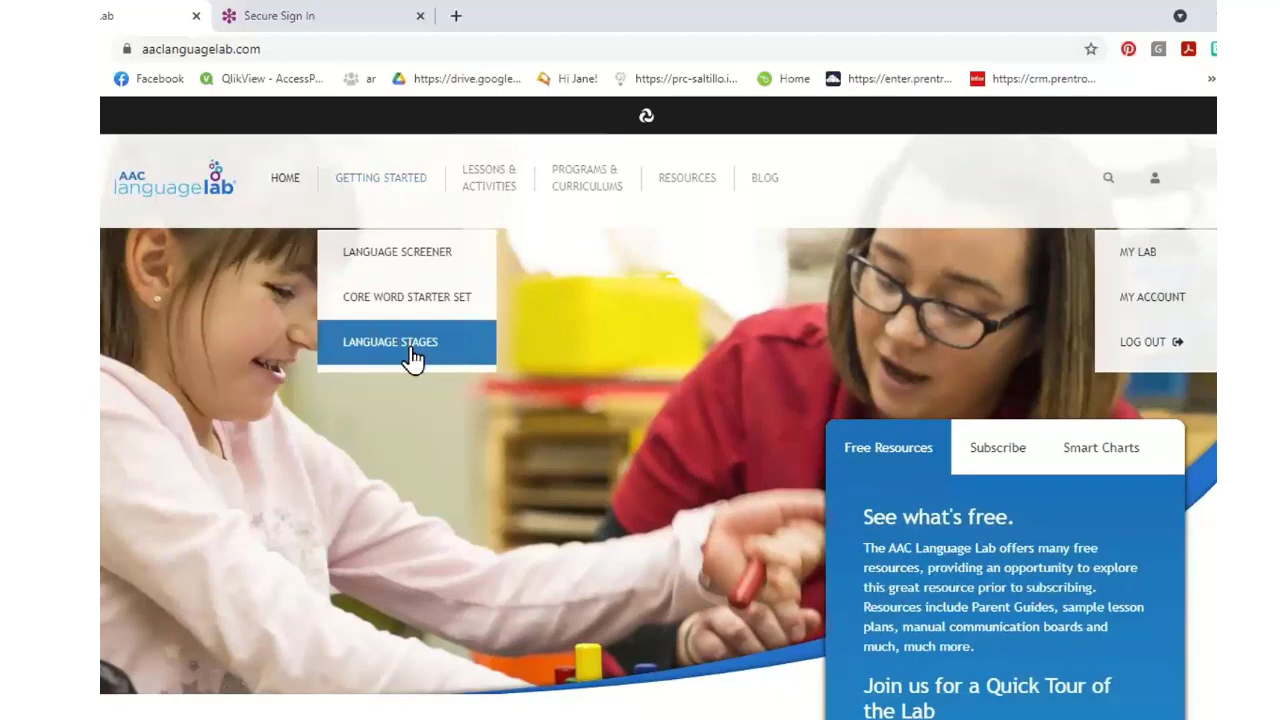 .ab
Secure Sign In
aaclanguagelab.com
Facebook
QlikView - AccessP...
ar
https://drive.google...
Hi Jane!
https://prc-saltillo.i...
Home
https://enter.prentro...
https://crm.prentro...
»
AAC
languagelab
HOME
GETTING STARTED
LESSONS &
ACTIVITIES
PROGRAMS &
CURRICULUMS
RESOURCES
BLOG
LANGUAGE SCREENER
CORE WORD STARTER SET
LANGUAGE STAGES
MY LAB
MY ACCOUNT
LOG OUT
Free Resources
Subscribe
Smart Charts
See what's free.
The AAC Language Lab offers many free
resources, providing an opportunity to explore
this great resource prior to subscribing.
Resources include Parent Guides, sample lesson
plans, manual communication boards and
much, much more.
Join us for a Quick Tour of
the Lab